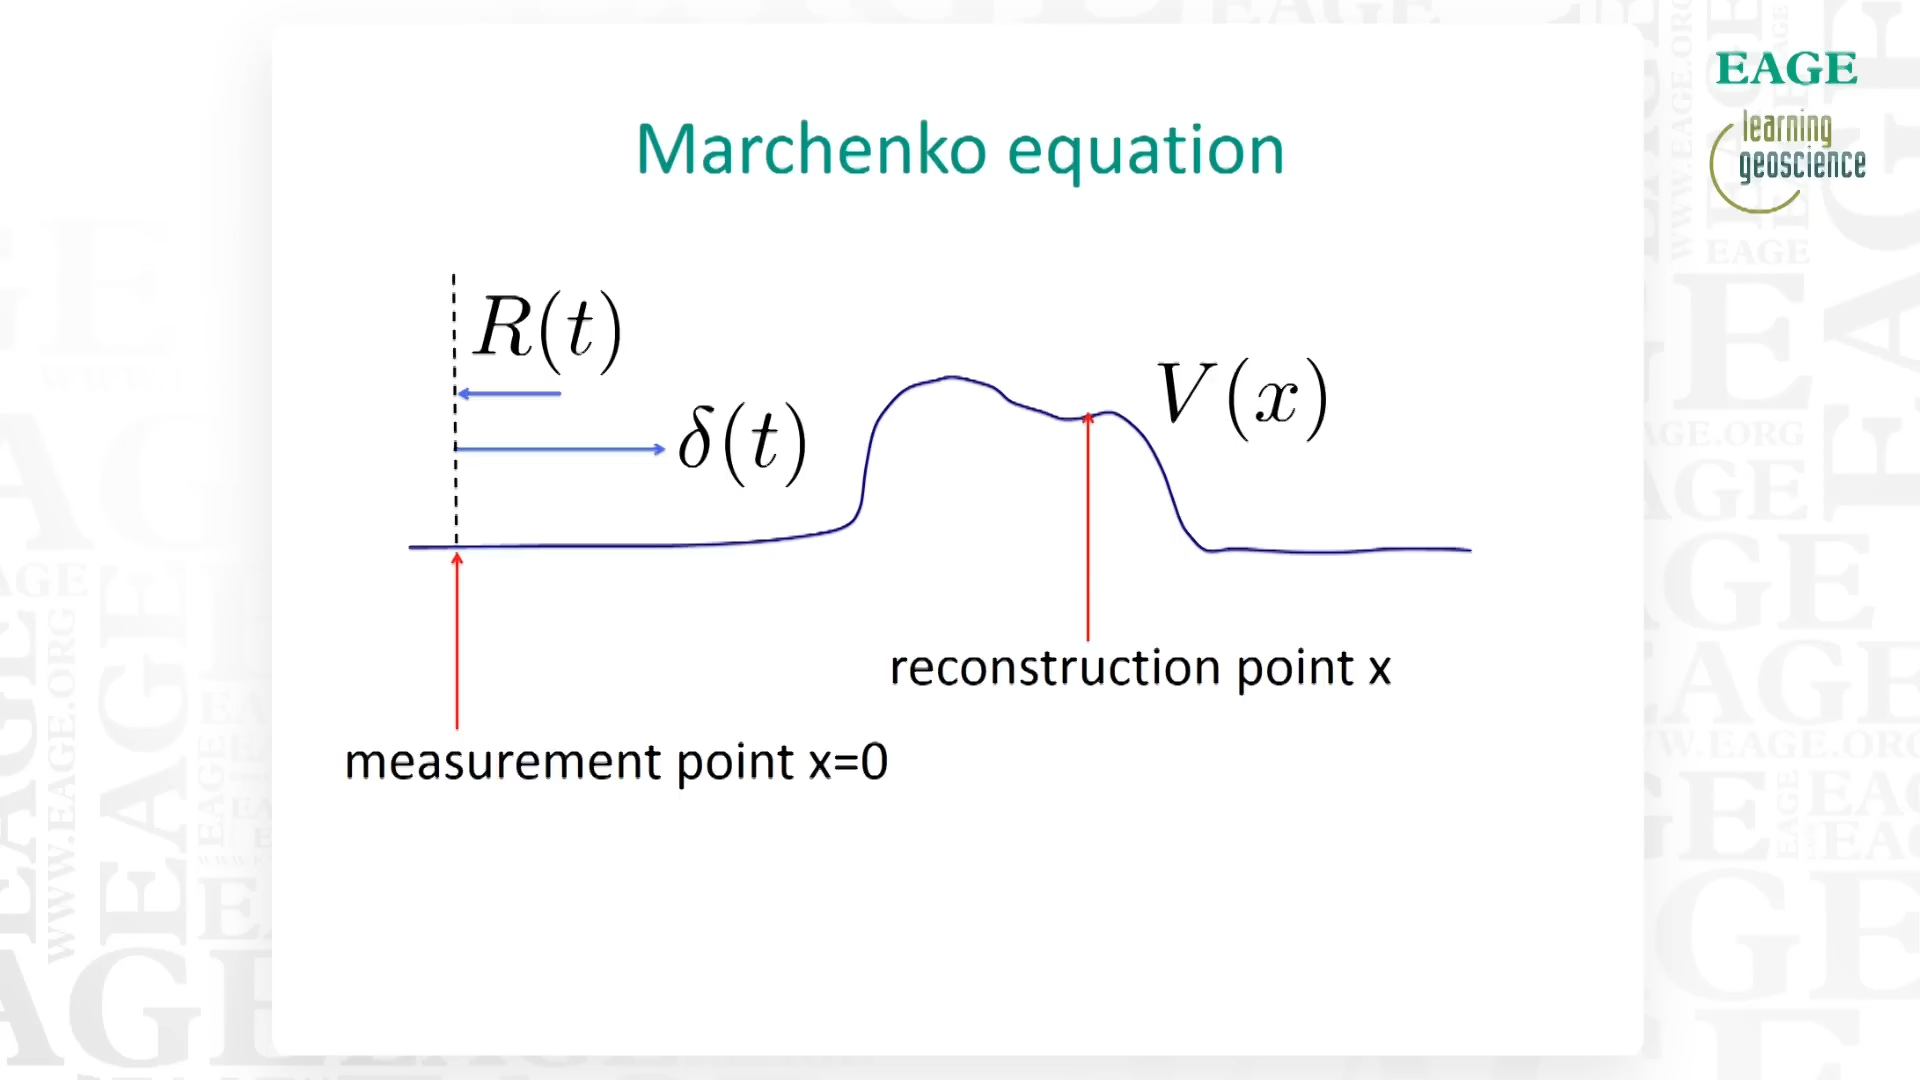 Marchenko equation
EAGE
learning
geoscience
R(t)
δ(t)
V(x)
reconstruction point x
measurement point x=0